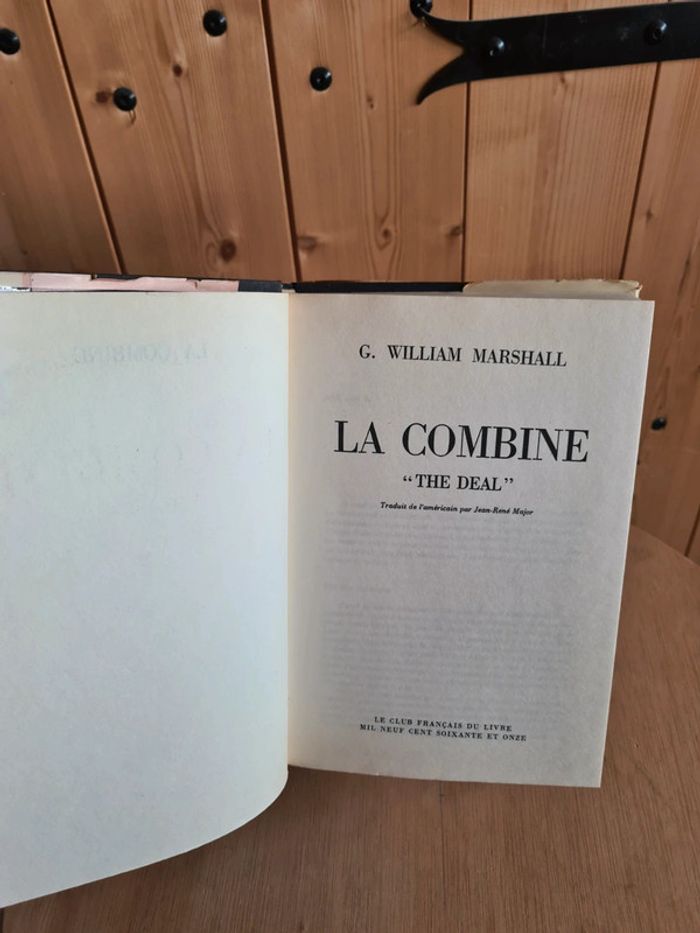 G. WILLIAM MARSHALL
LA COMBINE
“THE DEAL”
Traduit de l'américain par Jean-René Major
LE CLUB FRANÇAIS DU LIVRE
MIL NEUF CENT SOIXANTE ET ONZE